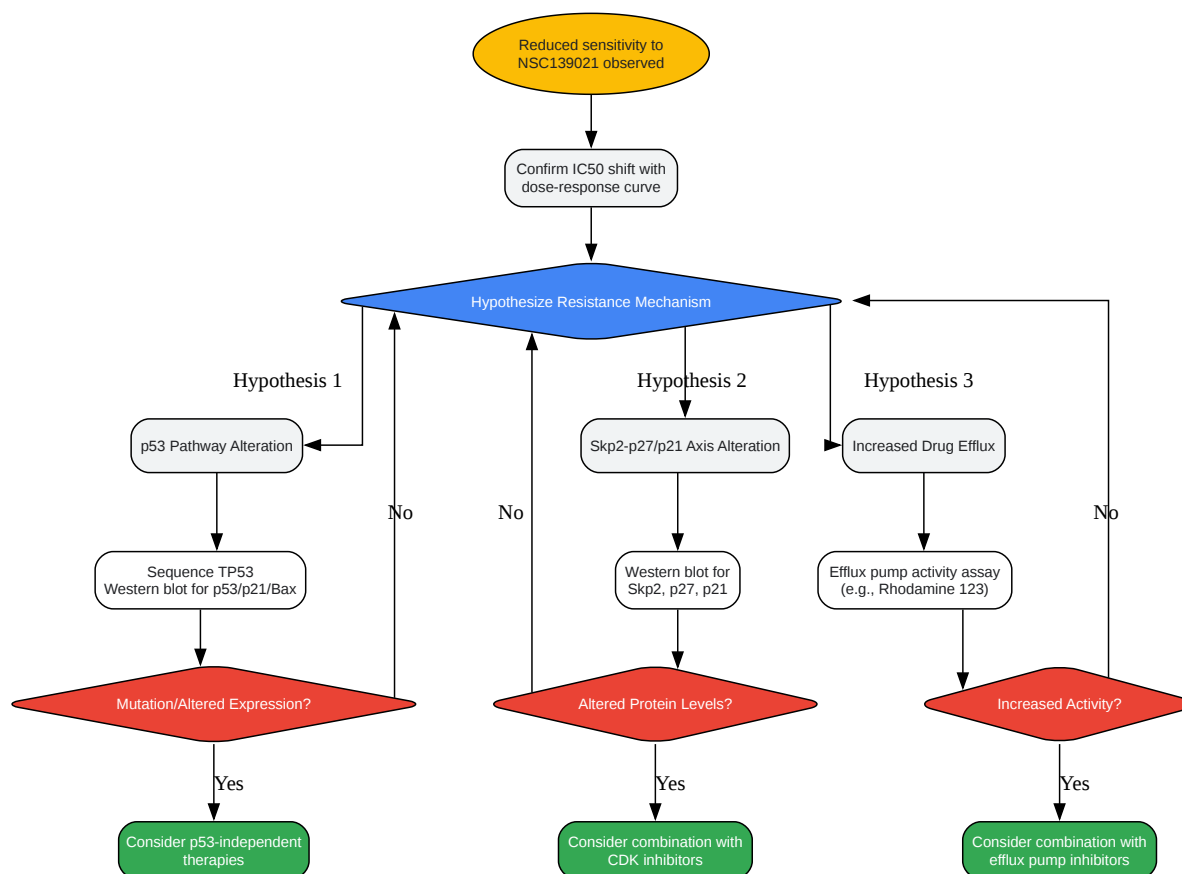 Reduced sensitivity to
NSC139021 observed
Confirm IC50 shift with
dose-response curve
Hypothesize Resistance Mechanism
Hypothesis 1
Hypothesis 2
Hypothesis 3
p53 Pathway Alteration
Skp2-p27/p21 Axis Alteration
Increased Drug Efflux
No
No
No
Sequence TP53
Western blot for p53/p21/Bax
Western blot for
Skp2, p27, p21
Efflux pump activity assay
(e.g., Rhodamine 123)
Mutation/Altered Expression?
Altered Protein Levels?
Increased Activity?
Yes
Yes
Yes
Consider p53-independent
therapies
Consider combination with
CDK inhibitors
Consider combination with
efflux pump inhibitors